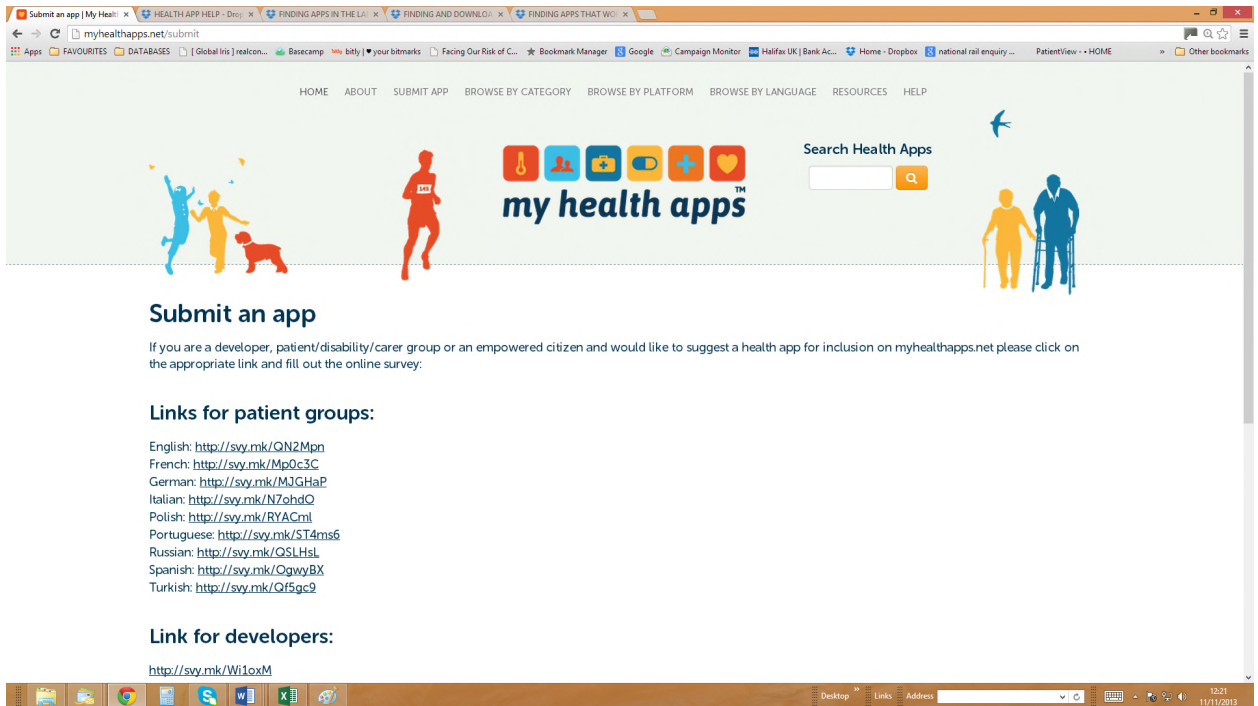 Submit an app | My Healt
HEALTH APP HELP - Drop
FINDING APPS IN THE LA
FINDING AND DOWNLOA
FINDING APPS THAT WO
myhealthapps.net/submit
Apps FAVOURITES DATABASES [ Global Iris ] realcon... Basecamp bitly | ♥ your bitmarks Facing Our Risk of C... Bookmark Manager Google Campaign Monitor Halifax UK | Bank Ac... Home - Dropbox national rail enquiry ... PatientView - • HOME » Other bookmarks
HOME ABOUT SUBMIT APP BROWSE BY CATEGORY BROWSE BY PLATFORM BROWSE BY LANGUAGE RESOURCES HELP
Search Health Apps
141
my health apps™
Submit an app
If you are a developer, patient/disability/carer group or an empowered citizen and would like to suggest a health app for inclusion on myhealthapps.net please click on
the appropriate link and fill out the online survey:
Links for patient groups:
English: http://svy.mk/QN2Mpn
French: http://svy.mk/Mp0c3C
German: http://svy.mk/MJGHaP
Italian: http://svy.mk/N7ohdO
Polish: http://svy.mk/RYACml
Portuguese: http://svy.mk/ST4ms6
Russian: http://svy.mk/QSLHsL
Spanish: http://svy.mk/OgwyBX
Turkish: http://svy.mk/Qf5gc9
Link for developers:
http://svy.mk/Wi1oxM
Desktop » Links Address
12:21
11/11/2013